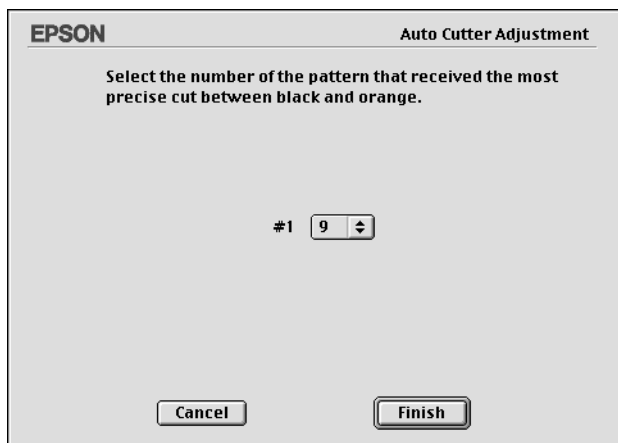 EPSON
Auto Cutter Adjustment
Select the number of the pattern that received the most
precise cut between black and orange.
#1 9
Cancel
Finish